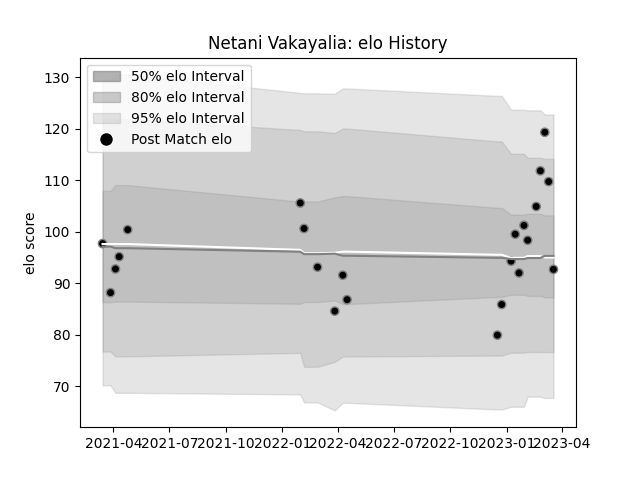 Netani Vakayalia: elo History
50% elo Interval
80% elo Interval
95% elo Interval
Post Match elo
elo score
130
120
110
100
90
80
70
2021-04 2021-07 2021-10 2022-01 2022-04 2022-07 2022-10 2023-01 2023-04